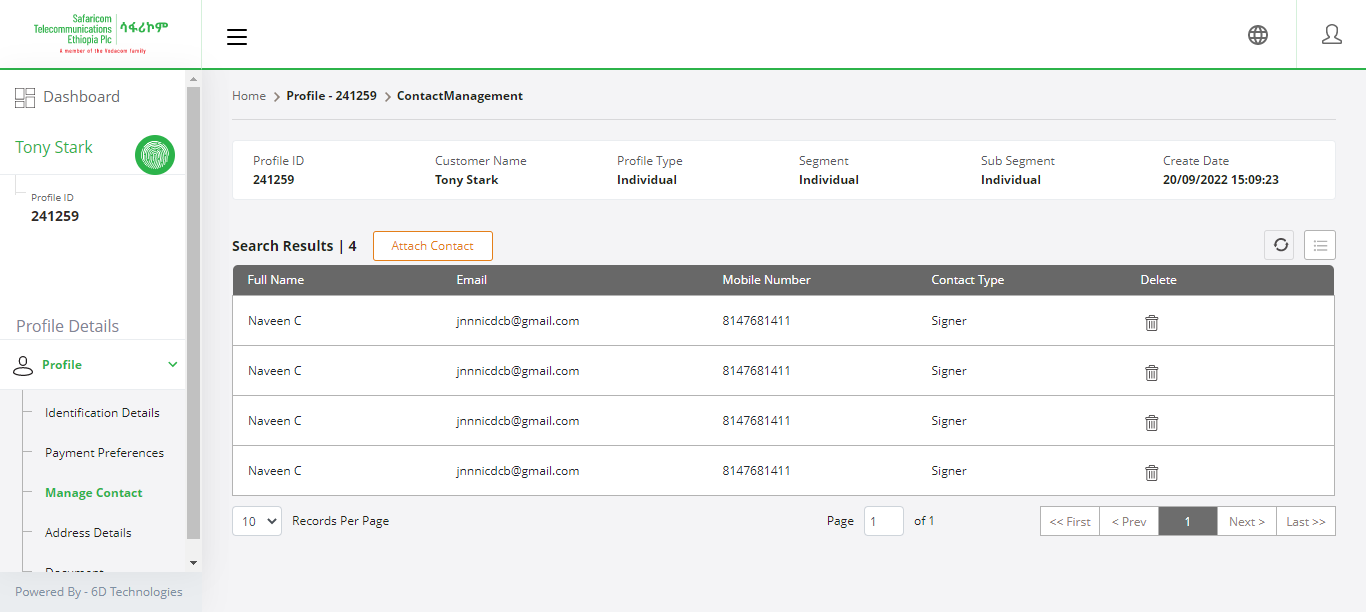 Safaricom
Telecommunications
Ethiopia Plc
ሳፋሪኮም
A member of the Vodacom family
Dashboard
Tony Stark
Profile ID
241259
Profile Details
Profile
Identification Details
Payment Preferences
Manage Contact
Address Details
Document
Powered By - 6D Technologies
Home > Profile - 241259 > ContactManagement
Profile ID Customer Name Profile Type Segment Sub Segment Create Date
241259 Tony Stark Individual Individual Individual 20/09/2022 15:09:23
Search Results | 4 Attach Contact
Full Name Email Mobile Number Contact Type Delete
Naveen C jnnnicdcb@gmail.com 8147681411 Signer
Naveen C jnnnicdcb@gmail.com 8147681411 Signer
Naveen C jnnnicdcb@gmail.com 8147681411 Signer
Naveen C jnnnicdcb@gmail.com 8147681411 Signer
10 Records Per Page Page 1 of 1 << First < Prev 1 Next > Last >>